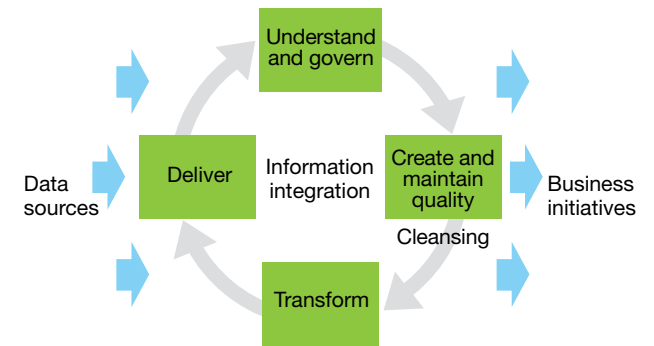 Understand
and govern
Data
sources
Deliver
Information
integration
Create and
maintain
quality
Cleansing
Business
initiatives
Transform